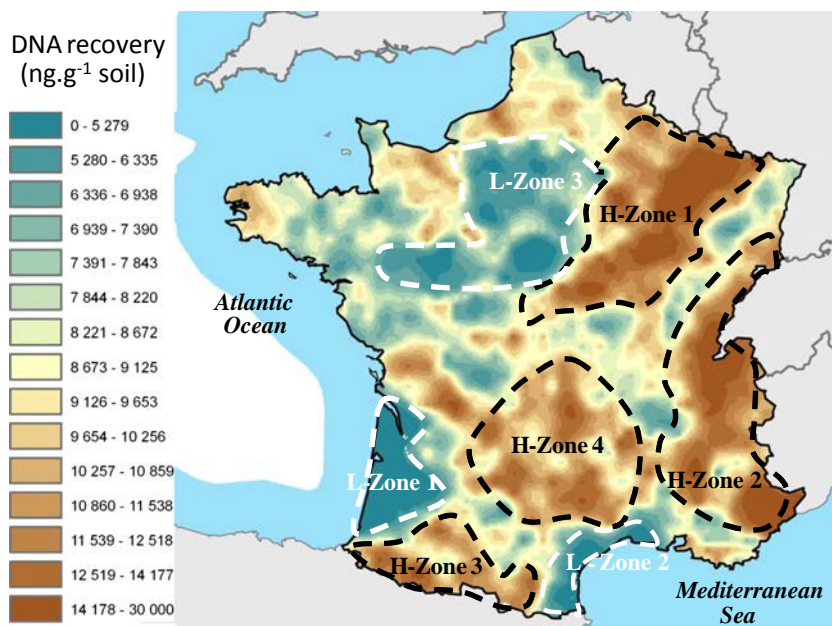 DNA recovery
(ng.g-1 soil)
0 - 5 279
5 280 - 6 335
6 336 - 6 938
6 939 - 7 390
7 391 - 7 843
7 844 - 8 220
8 221 - 8 672
8 673 - 9 125
9 126 - 9 653
9 654 - 10 256
10 257 - 10 859
10 860 - 11 538
11 539 - 12 518
12 519 - 14 177
14 178 - 30 000
L-Zone 3
H-Zone 1
Atlantic
Ocean
H-Zone 4
L-Zone 1
H-Zone 2
H-Zone 3
L-Zone 2
Mediterranean
Sea